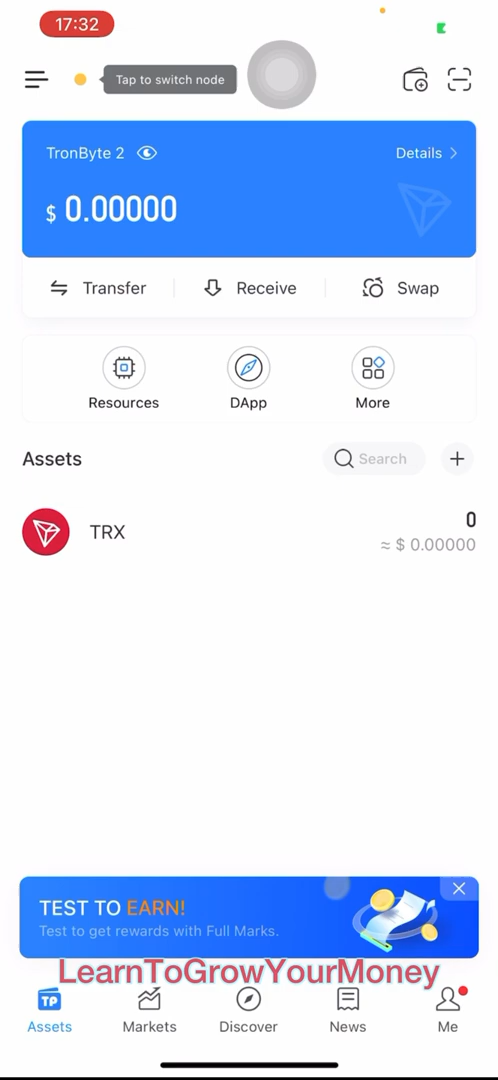 17:32
Tap to switch node
TronByte 2
Details
$ 0.00000
Transfer
Receive
Swap
Resources
DApp
More
Assets
Search
TRX
0
≈ $ 0.00000
TEST TO EARN!
Test to get rewards with Full Marks.
LearnToGrowYourMoney
TP
Assets
Markets
Discover
News
Me